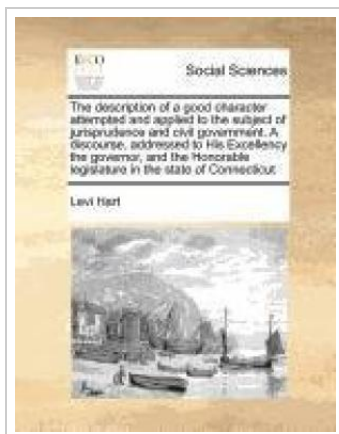 ECCO
Social Sciences
The description of a good character
attempted and applied to the subject of
jurisprudence and civil government. A
discourse, addressed to His Excellency
the governor, and the Honorable
legislature in the state of Connecticut
Levi Hart